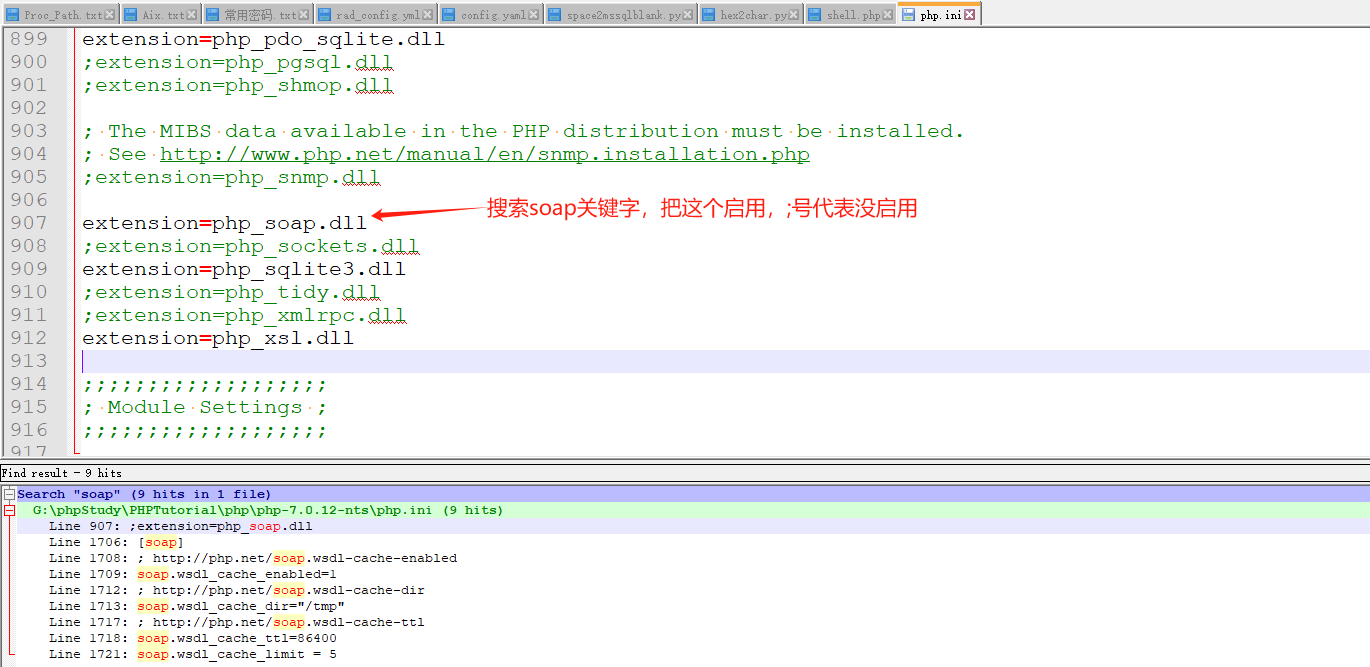 Proc_Path.txt Aix.txt 常用密码.txt rad_config.yml config.yaml space2mssqlblank.py hex2char.py shell.php php.ini
899 extension=php_pdo_sqlite.dll
900 ;extension=php_pgsql.dll
901 ;extension=php_shmop.dll
902
903 ; The MIBS data available in the PHP distribution must be installed.
904 ; See http://www.php.net/manual/en/snmp.installation.php
905 ;extension=php_snmp.dll
906
907 extension=php_soap.dll 搜索soap关键字，把这个启用，;号代表没启用
908 ;extension=php_sockets.dll
909 extension=php_sqlite3.dll
910 ;extension=php_tidy.dll
911 ;extension=php_xmlrpc.dll
912 extension=php_xsl.dll
913
914 ;;;;;;;;;;;;;;;;;;;
915 ; Module Settings ;
916 ;;;;;;;;;;;;;;;;;;;
917
Find result - 9 hits
Search "soap" (9 hits in 1 file)
G:\phpStudy\PHPTutorial\php\php-7.0.12-nts\php.ini (9 hits)
Line 907: ;extension=php_soap.dll
Line 1706: [soap]
Line 1708: ; http://php.net/soap.wsdl-cache-enabled
Line 1709: soap.wsdl_cache_enabled=1
Line 1712: ; http://php.net/soap.wsdl-cache-dir
Line 1713: soap.wsdl_cache_dir="/tmp"
Line 1717: ; http://php.net/soap.wsdl-cache-ttl
Line 1718: soap.wsdl_cache_ttl=86400
Line 1721: soap.wsdl_cache_limit = 5